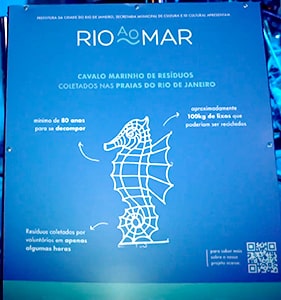 PREFEITURA DA CIDADE DO RIO DE JANEIRO, SECRETARIA MUNICIPAL DE CULTURA E RE CULTURAL APRESENTAM
RIO AO MAR
CAVALO MARINHO DE RESÍDUOS
COLETADOS NAS PRAIAS DO RIO DE JANEIRO
mínimo de 80 anos
para se decompor
aproximadamente
100kg de lixos que
poderiam ser reciclados
Resíduos coletados por
voluntários em apenas
algumas horas
para saber mais
sobre o nosso
projeto acesse: